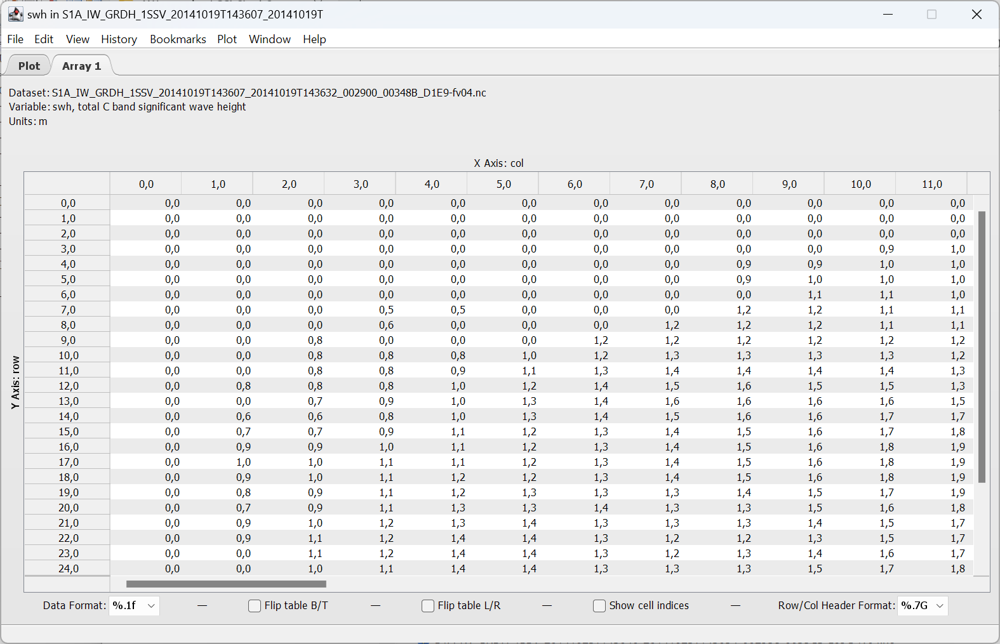 swh in S1A_IW_GRDH_1SSV_20141019T143607_20141019T
File Edit View History Bookmarks Plot Window Help
Plot Array 1
Dataset: S1A_IW_GRDH_1SSV_20141019T143607_20141019T143632_002900_00348B_D1E9-fv04.nc
Variable: swh, total C band significant wave height
Units: m
X Axis: col
0,0 1,0 2,0 3,0 4,0 5,0 6,0 7,0 8,0 9,0 10,0 11,0
Y Axis: row
0,0 0,0 0,0 0,0 0,0 0,0 0,0 0,0 0,0 0,0 0,0 0,0 0,0
1,0 0,0 0,0 0,0 0,0 0,0 0,0 0,0 0,0 0,0 0,0 0,0 0,0
2,0 0,0 0,0 0,0 0,0 0,0 0,0 0,0 0,0 0,0 0,0 0,0 0,0
3,0 0,0 0,0 0,0 0,0 0,0 0,0 0,0 0,0 0,0 0,0 0,9 1,0
4,0 0,0 0,0 0,0 0,0 0,0 0,0 0,0 0,0 0,9 0,9 1,0 1,0
5,0 0,0 0,0 0,0 0,0 0,0 0,0 0,0 0,0 0,9 1,0 1,0 1,0
6,0 0,0 0,0 0,0 0,0 0,0 0,0 0,0 0,0 0,0 1,1 1,1 1,0
7,0 0,0 0,0 0,0 0,5 0,5 0,0 0,0 0,0 1,2 1,2 1,1 1,1
8,0 0,0 0,0 0,0 0,6 0,0 0,0 0,0 1,2 1,2 1,2 1,1 1,1
9,0 0,0 0,0 0,8 0,0 0,0 0,0 1,2 1,2 1,2 1,2 1,2 1,2
10,0 0,0 0,0 0,8 0,8 0,8 1,0 1,2 1,3 1,3 1,3 1,3 1,2
11,0 0,0 0,0 0,8 0,8 0,9 1,1 1,3 1,4 1,4 1,4 1,4 1,3
12,0 0,0 0,8 0,8 0,8 1,0 1,2 1,4 1,5 1,6 1,5 1,5 1,3
13,0 0,0 0,0 0,7 0,9 1,0 1,3 1,4 1,6 1,6 1,6 1,6 1,5
14,0 0,0 0,6 0,6 0,8 1,0 1,3 1,4 1,5 1,6 1,6 1,7 1,7
15,0 0,0 0,7 0,7 0,9 1,1 1,2 1,3 1,4 1,5 1,6 1,7 1,8
16,0 0,0 0,9 0,9 1,0 1,1 1,2 1,3 1,4 1,5 1,6 1,8 1,9
17,0 0,0 1,0 1,0 1,1 1,1 1,2 1,3 1,4 1,5 1,6 1,8 1,9
18,0 0,0 0,9 1,0 1,1 1,2 1,2 1,3 1,4 1,5 1,6 1,8 1,9
19,0 0,0 0,8 0,9 1,1 1,2 1,3 1,3 1,3 1,4 1,5 1,7 1,9
20,0 0,0 0,7 0,9 1,1 1,3 1,3 1,4 1,3 1,3 1,5 1,6 1,8
21,0 0,0 0,9 1,0 1,2 1,3 1,4 1,3 1,3 1,3 1,4 1,5 1,7
22,0 0,0 0,9 1,1 1,2 1,4 1,4 1,3 1,2 1,2 1,3 1,5 1,7
23,0 0,0 0,0 1,1 1,2 1,4 1,4 1,3 1,2 1,3 1,4 1,6 1,7
24,0 0,0 0,0 1,0 1,1 1,4 1,4 1,3 1,3 1,3 1,5 1,7 1,8
Data Format: %.1f — Flip table B/T — Flip table L/R — Show cell indices — Row/Col Header Format: %.7G